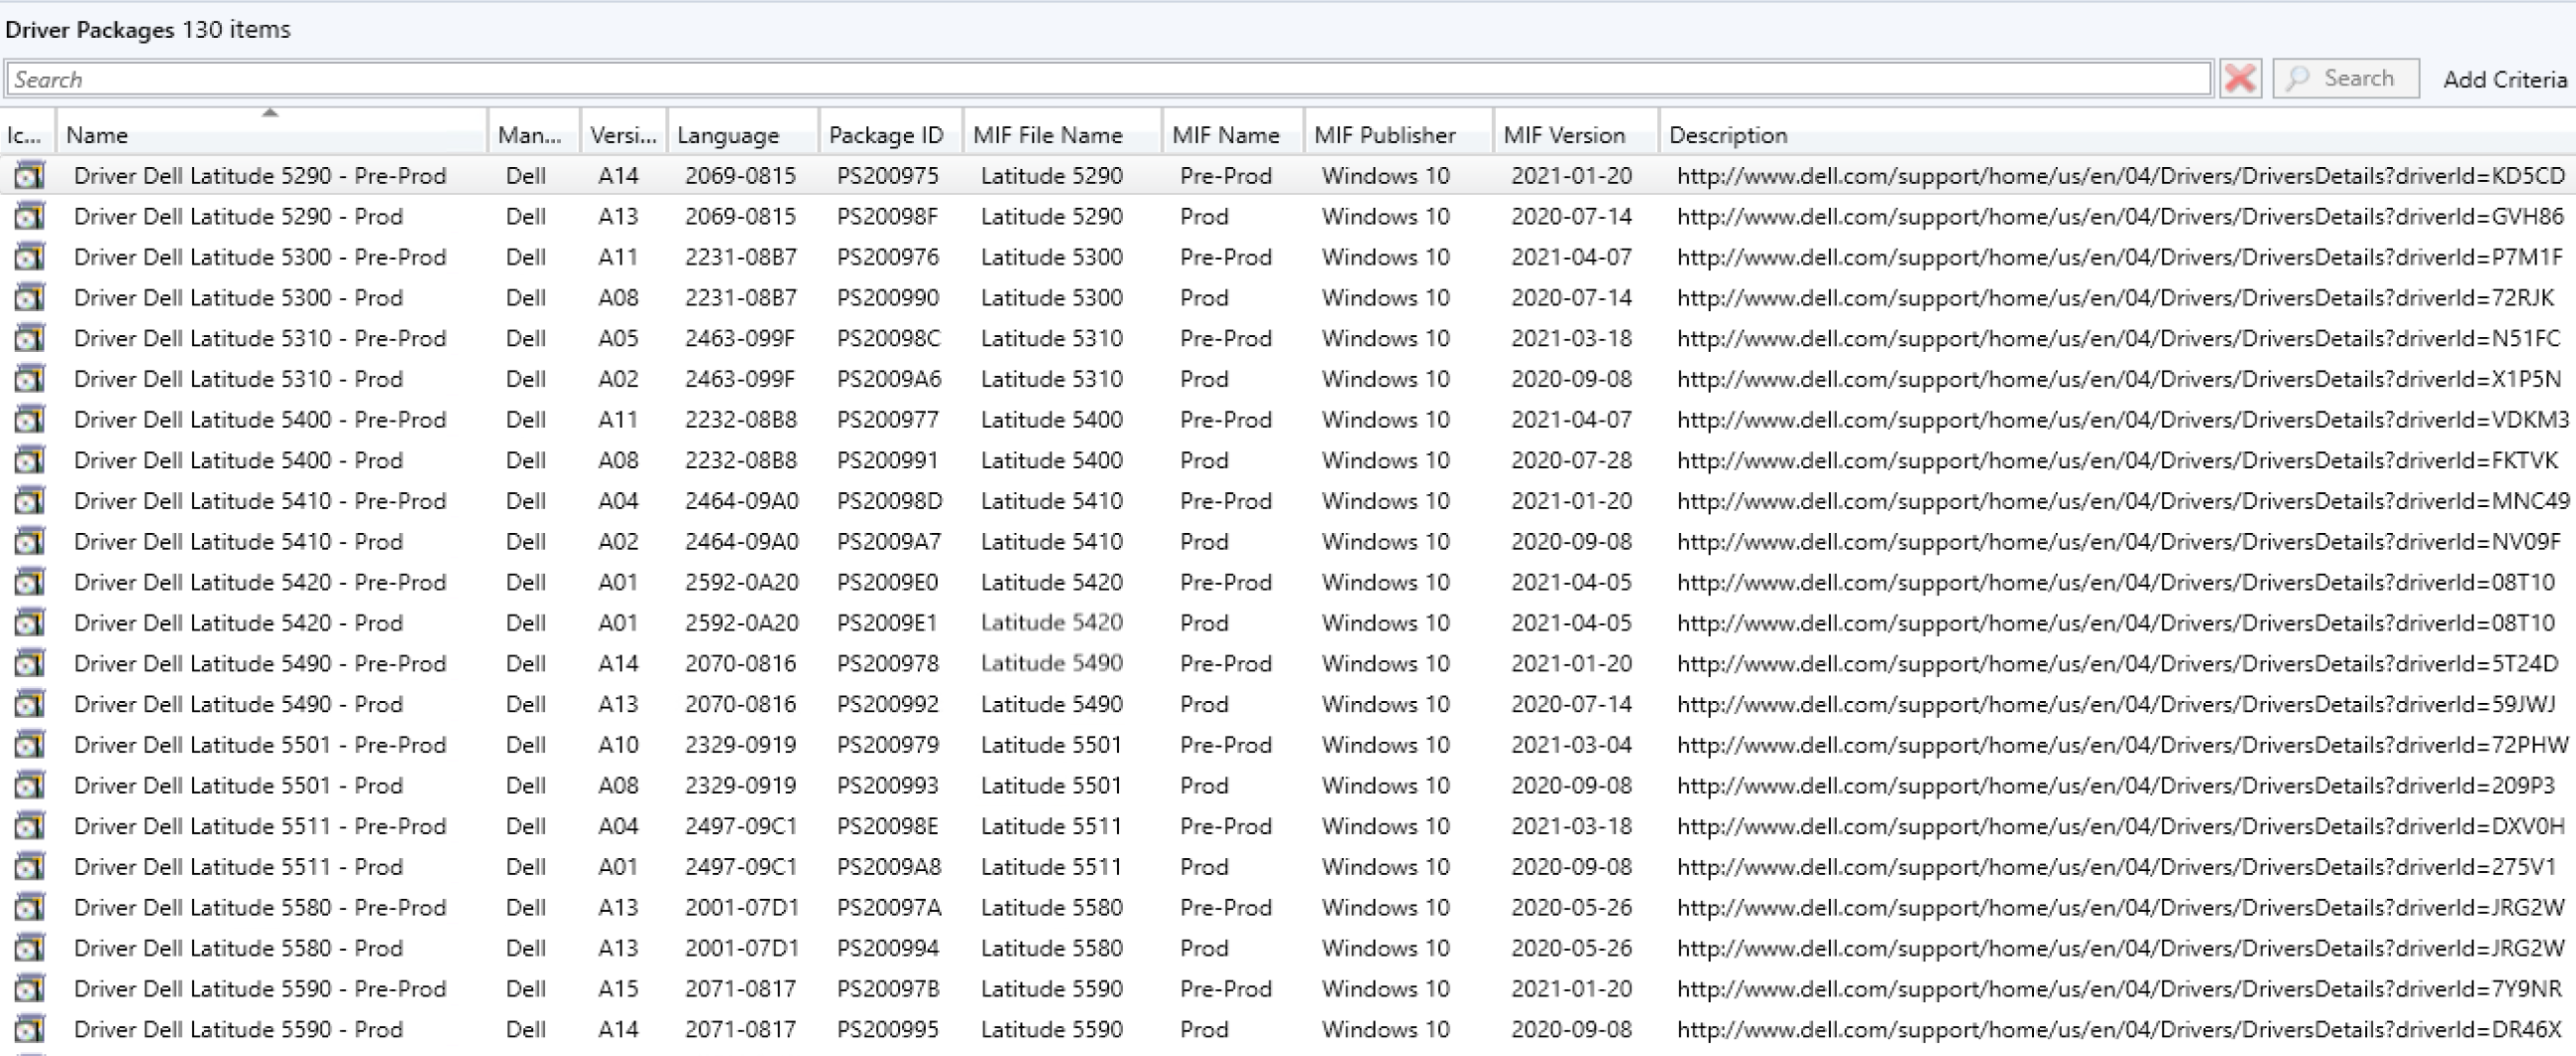 Driver Packages 130 items
Search Search Add Criteria
Ic... Name Man... Versi... Language Package ID MIF File Name MIF Name MIF Publisher MIF Version Description
Driver Dell Latitude 5290 - Pre-Prod Dell A14 2069-0815 PS200975 Latitude 5290 Pre-Prod Windows 10 2021-01-20 http://www.dell.com/support/home/us/en/04/Drivers/DriversDetails?driverId=KD5CD
Driver Dell Latitude 5290 - Prod Dell A13 2069-0815 PS20098F Latitude 5290 Prod Windows 10 2020-07-14 http://www.dell.com/support/home/us/en/04/Drivers/DriversDetails?driverId=GVH86
Driver Dell Latitude 5300 - Pre-Prod Dell A11 2231-08B7 PS200976 Latitude 5300 Pre-Prod Windows 10 2021-04-07 http://www.dell.com/support/home/us/en/04/Drivers/DriversDetails?driverId=P7M1F
Driver Dell Latitude 5300 - Prod Dell A08 2231-08B7 PS200990 Latitude 5300 Prod Windows 10 2020-07-14 http://www.dell.com/support/home/us/en/04/Drivers/DriversDetails?driverId=72RJK
Driver Dell Latitude 5310 - Pre-Prod Dell A05 2463-099F PS20098C Latitude 5310 Pre-Prod Windows 10 2021-03-18 http://www.dell.com/support/home/us/en/04/Drivers/DriversDetails?driverId=N51FC
Driver Dell Latitude 5310 - Prod Dell A02 2463-099F PS2009A6 Latitude 5310 Prod Windows 10 2020-09-08 http://www.dell.com/support/home/us/en/04/Drivers/DriversDetails?driverId=X1P5N
Driver Dell Latitude 5400 - Pre-Prod Dell A11 2232-08B8 PS200977 Latitude 5400 Pre-Prod Windows 10 2021-04-07 http://www.dell.com/support/home/us/en/04/Drivers/DriversDetails?driverId=VDKM3
Driver Dell Latitude 5400 - Prod Dell A08 2232-08B8 PS200991 Latitude 5400 Prod Windows 10 2020-07-28 http://www.dell.com/support/home/us/en/04/Drivers/DriversDetails?driverId=FKTVK
Driver Dell Latitude 5410 - Pre-Prod Dell A04 2464-09A0 PS20098D Latitude 5410 Pre-Prod Windows 10 2021-01-20 http://www.dell.com/support/home/us/en/04/Drivers/DriversDetails?driverId=MNC49
Driver Dell Latitude 5410 - Prod Dell A02 2464-09A0 PS2009A7 Latitude 5410 Prod Windows 10 2020-09-08 http://www.dell.com/support/home/us/en/04/Drivers/DriversDetails?driverId=NV09F
Driver Dell Latitude 5420 - Pre-Prod Dell A01 2592-0A20 PS2009E0 Latitude 5420 Pre-Prod Windows 10 2021-04-05 http://www.dell.com/support/home/us/en/04/Drivers/DriversDetails?driverId=08T10
Driver Dell Latitude 5420 - Prod Dell A01 2592-0A20 PS2009E1 Latitude 5420 Prod Windows 10 2021-04-05 http://www.dell.com/support/home/us/en/04/Drivers/DriversDetails?driverId=08T10
Driver Dell Latitude 5490 - Pre-Prod Dell A14 2070-0816 PS200978 Latitude 5490 Pre-Prod Windows 10 2021-01-20 http://www.dell.com/support/home/us/en/04/Drivers/DriversDetails?driverId=5T24D
Driver Dell Latitude 5490 - Prod Dell A13 2070-0816 PS200992 Latitude 5490 Prod Windows 10 2020-07-14 http://www.dell.com/support/home/us/en/04/Drivers/DriversDetails?driverId=59JWJ
Driver Dell Latitude 5501 - Pre-Prod Dell A10 2329-0919 PS200979 Latitude 5501 Pre-Prod Windows 10 2021-03-04 http://www.dell.com/support/home/us/en/04/Drivers/DriversDetails?driverId=72PHW
Driver Dell Latitude 5501 - Prod Dell A08 2329-0919 PS200993 Latitude 5501 Prod Windows 10 2020-09-08 http://www.dell.com/support/home/us/en/04/Drivers/DriversDetails?driverId=209P3
Driver Dell Latitude 5511 - Pre-Prod Dell A04 2497-09C1 PS20098E Latitude 5511 Pre-Prod Windows 10 2021-03-18 http://www.dell.com/support/home/us/en/04/Drivers/DriversDetails?driverId=DXV0H
Driver Dell Latitude 5511 - Prod Dell A01 2497-09C1 PS2009A8 Latitude 5511 Prod Windows 10 2020-09-08 http://www.dell.com/support/home/us/en/04/Drivers/DriversDetails?driverId=275V1
Driver Dell Latitude 5580 - Pre-Prod Dell A13 2001-07D1 PS20097A Latitude 5580 Pre-Prod Windows 10 2020-05-26 http://www.dell.com/support/home/us/en/04/Drivers/DriversDetails?driverId=JRG2W
Driver Dell Latitude 5580 - Prod Dell A13 2001-07D1 PS200994 Latitude 5580 Prod Windows 10 2020-05-26 http://www.dell.com/support/home/us/en/04/Drivers/DriversDetails?driverId=JRG2W
Driver Dell Latitude 5590 - Pre-Prod Dell A15 2071-0817 PS20097B Latitude 5590 Pre-Prod Windows 10 2021-01-20 http://www.dell.com/support/home/us/en/04/Drivers/DriversDetails?driverId=7Y9NR
Driver Dell Latitude 5590 - Prod Dell A14 2071-0817 PS200995 Latitude 5590 Prod Windows 10 2020-09-08 http://www.dell.com/support/home/us/en/04/Drivers/DriversDetails?driverId=DR46X